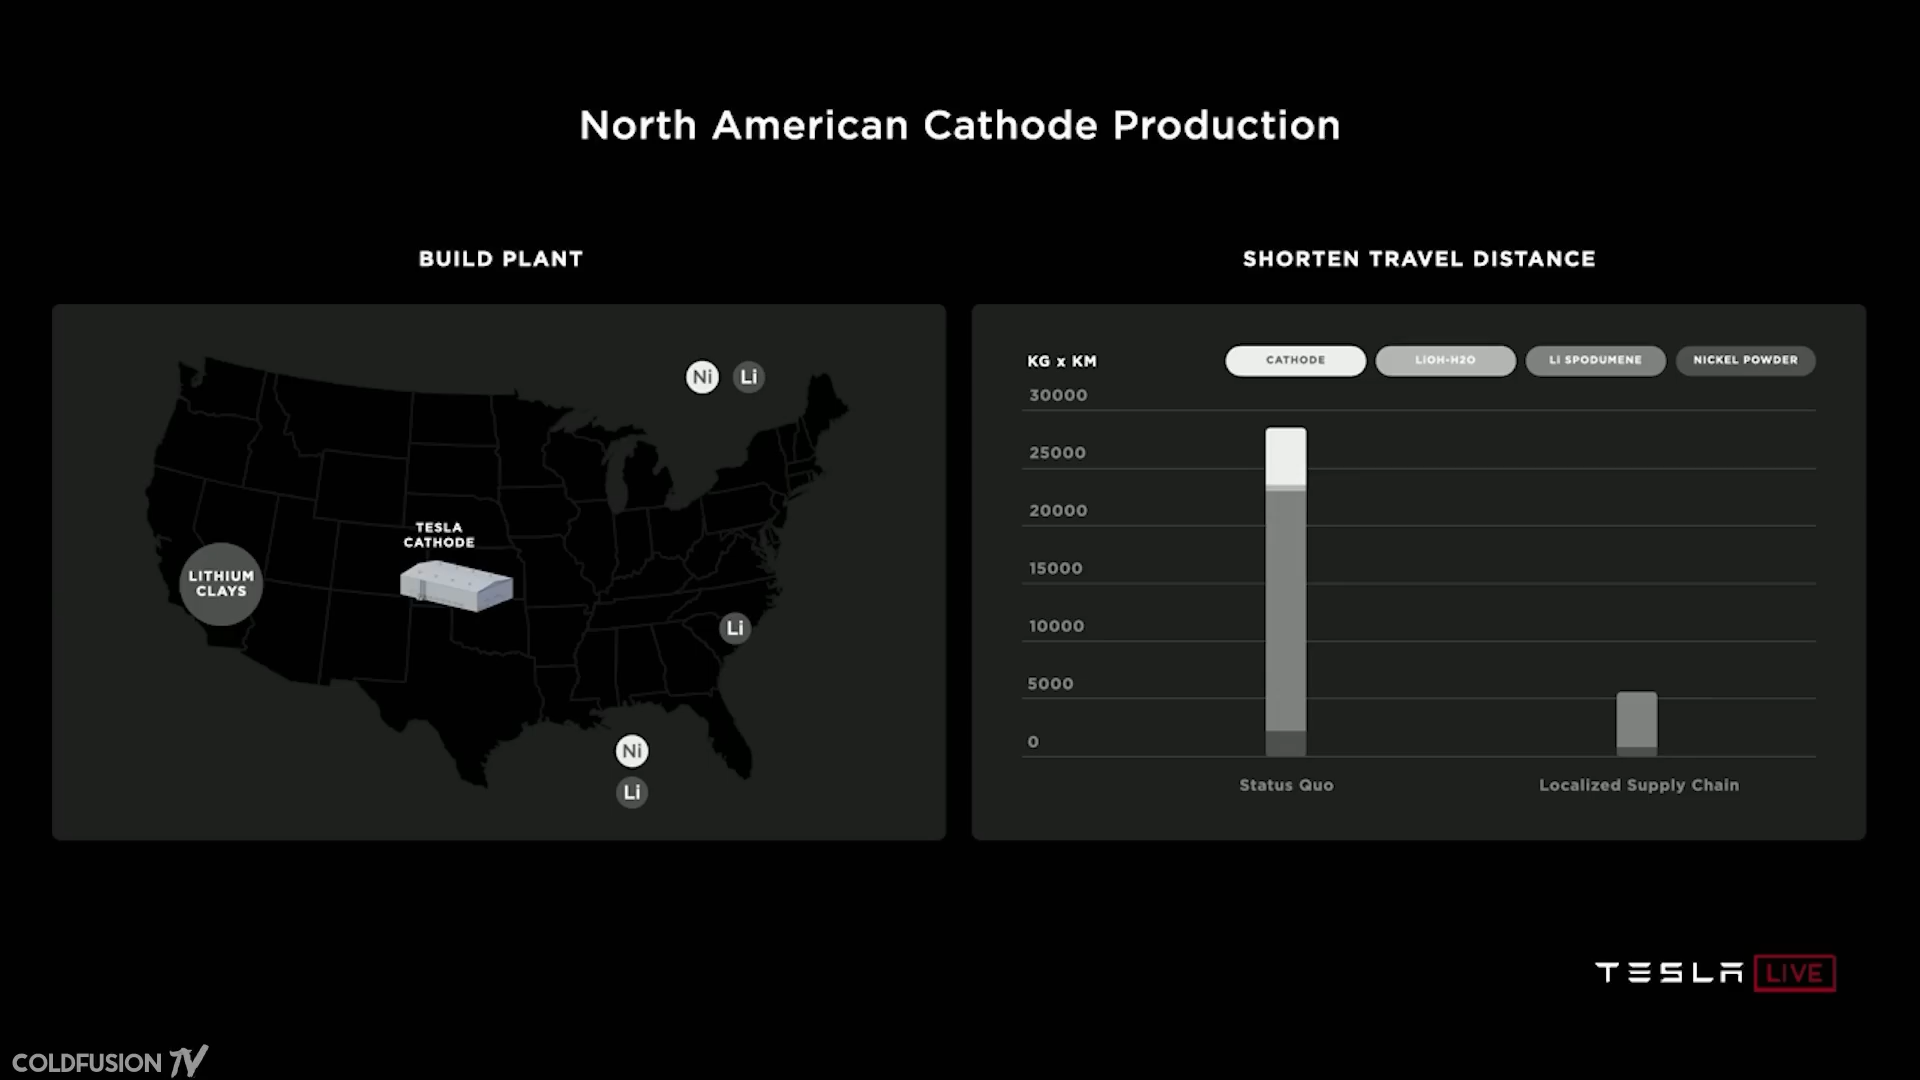 North American Cathode Production
BUILD PLANT
Ni
Li
TESLA
CATHODE
LITHIUM
CLAYS
Li
Ni
Li
SHORTEN TRAVEL DISTANCE
KG x KM
CATHODE
LiOH-H2O
LI SPODUMENE
NICKEL POWDER
30000
25000
20000
15000
10000
5000
0
Status Quo
Localized Supply Chain
TESLA LIVE
COLDFUSION TV